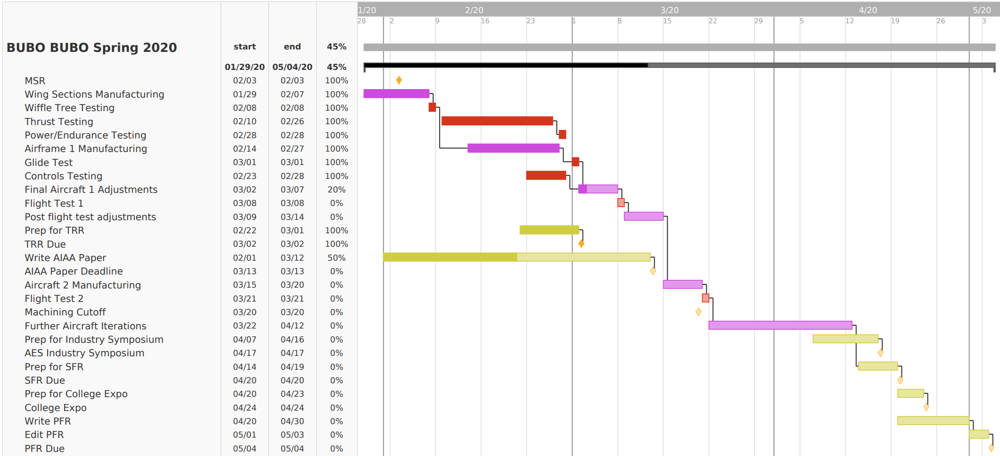 1/20 2/20 3/20 4/20 5/20
28 2 9 16 23 1 8 15 22 29 5 12 19 26 3
BUBO BUBO Spring 2020 start end 45%
01/29/20 05/04/20 45%
MSR 02/03 02/03 100%
Wing Sections Manufacturing 01/29 02/07 100%
Wiffle Tree Testing 02/08 02/08 100%
Thrust Testing 02/10 02/26 100%
Power/Endurance Testing 02/28 02/28 100%
Airframe 1 Manufacturing 02/14 02/27 100%
Glide Test 03/01 03/01 100%
Controls Testing 02/23 02/28 100%
Final Aircraft 1 Adjustments 03/02 03/07 20%
Flight Test 1 03/08 03/08 0%
Post flight test adjustments 03/09 03/14 0%
Prep for TRR 02/22 03/01 100%
TRR Due 03/02 03/02 100%
Write AIAA Paper 02/01 03/12 50%
AIAA Paper Deadline 03/13 03/13 0%
Aircraft 2 Manufacturing 03/15 03/20 0%
Flight Test 2 03/21 03/21 0%
Machining Cutoff 03/20 03/20 0%
Further Aircraft Iterations 03/22 04/12 0%
Prep for Industry Symposium 04/07 04/16 0%
AES Industry Symposium 04/17 04/17 0%
Prep for SFR 04/14 04/19 0%
SFR Due 04/20 04/20 0%
Prep for College Expo 04/20 04/23 0%
College Expo 04/24 04/24 0%
Write PFR 04/20 04/30 0%
Edit PFR 05/01 05/03 0%
PFR Due 05/04 05/04 0%